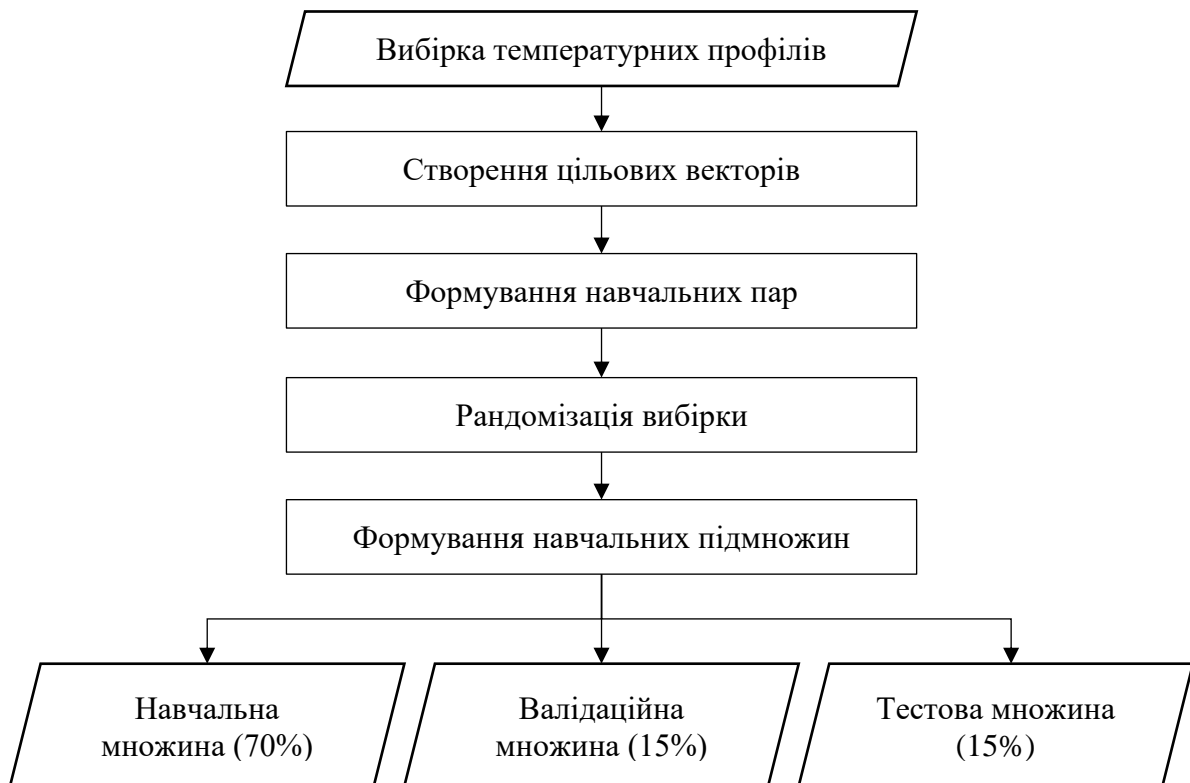 Вибірка температурних профілів
Створення цільових векторів
Формування навчальних пар
Рандомізація вибірки
Формування навчальних підмножин
Навчальна
множина (70%)
Валідаційна
множина (15%)
Тестова множина
(15%)